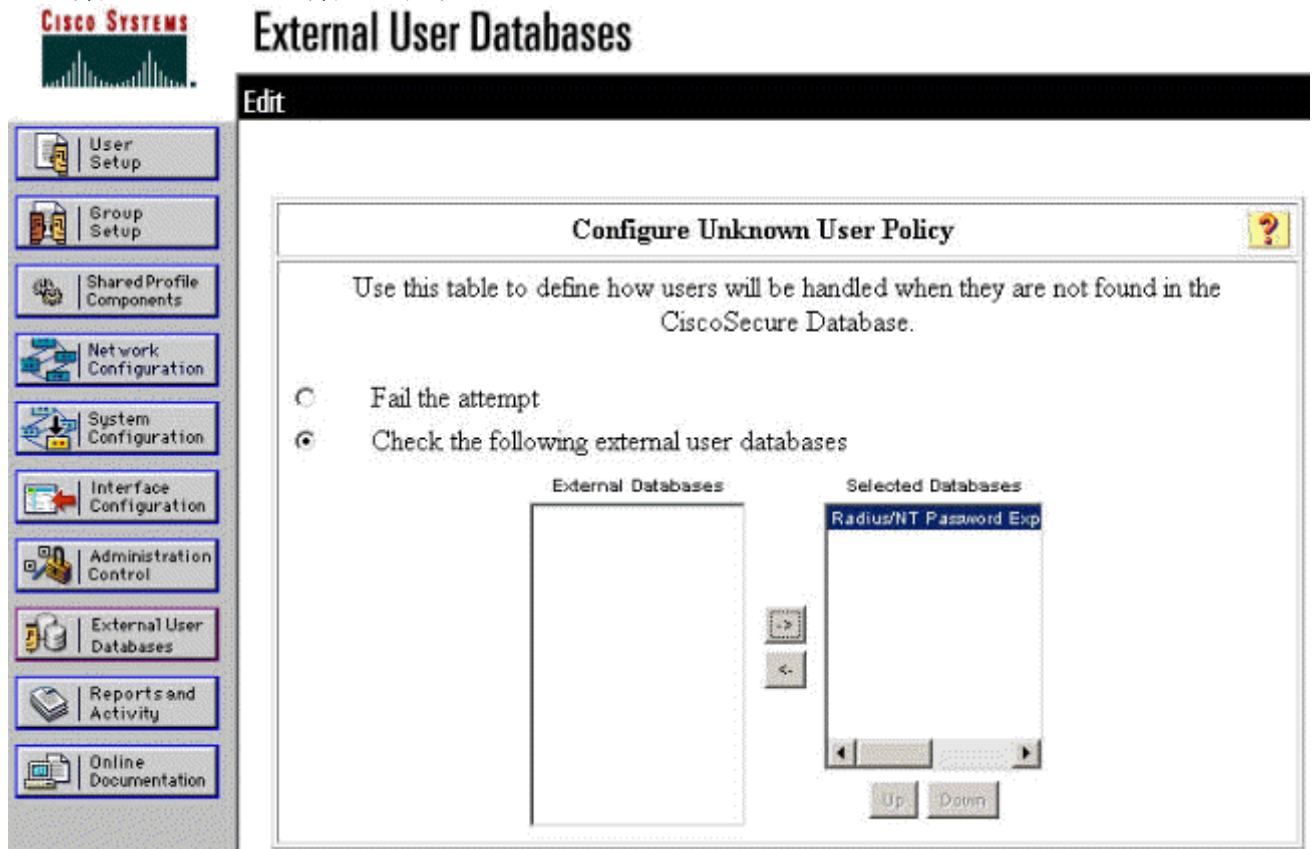 CISCO SYSTEMS
External User Databases
Edit
User
Setup
Group
Setup
Shared Profile
Components
Network
Configuration
System
Configuration
Interface
Configuration
Administration
Control
External User
Databases
Reports and
Activity
Online
Documentation
Configure Unknown User Policy
?
Use this table to define how users will be handled when they are not found in the
CiscoSecure Database.
Fail the attempt
Check the following external user databases
External Databases
Selected Databases
Radius/NT Password Exp
->
<-
Up
Down